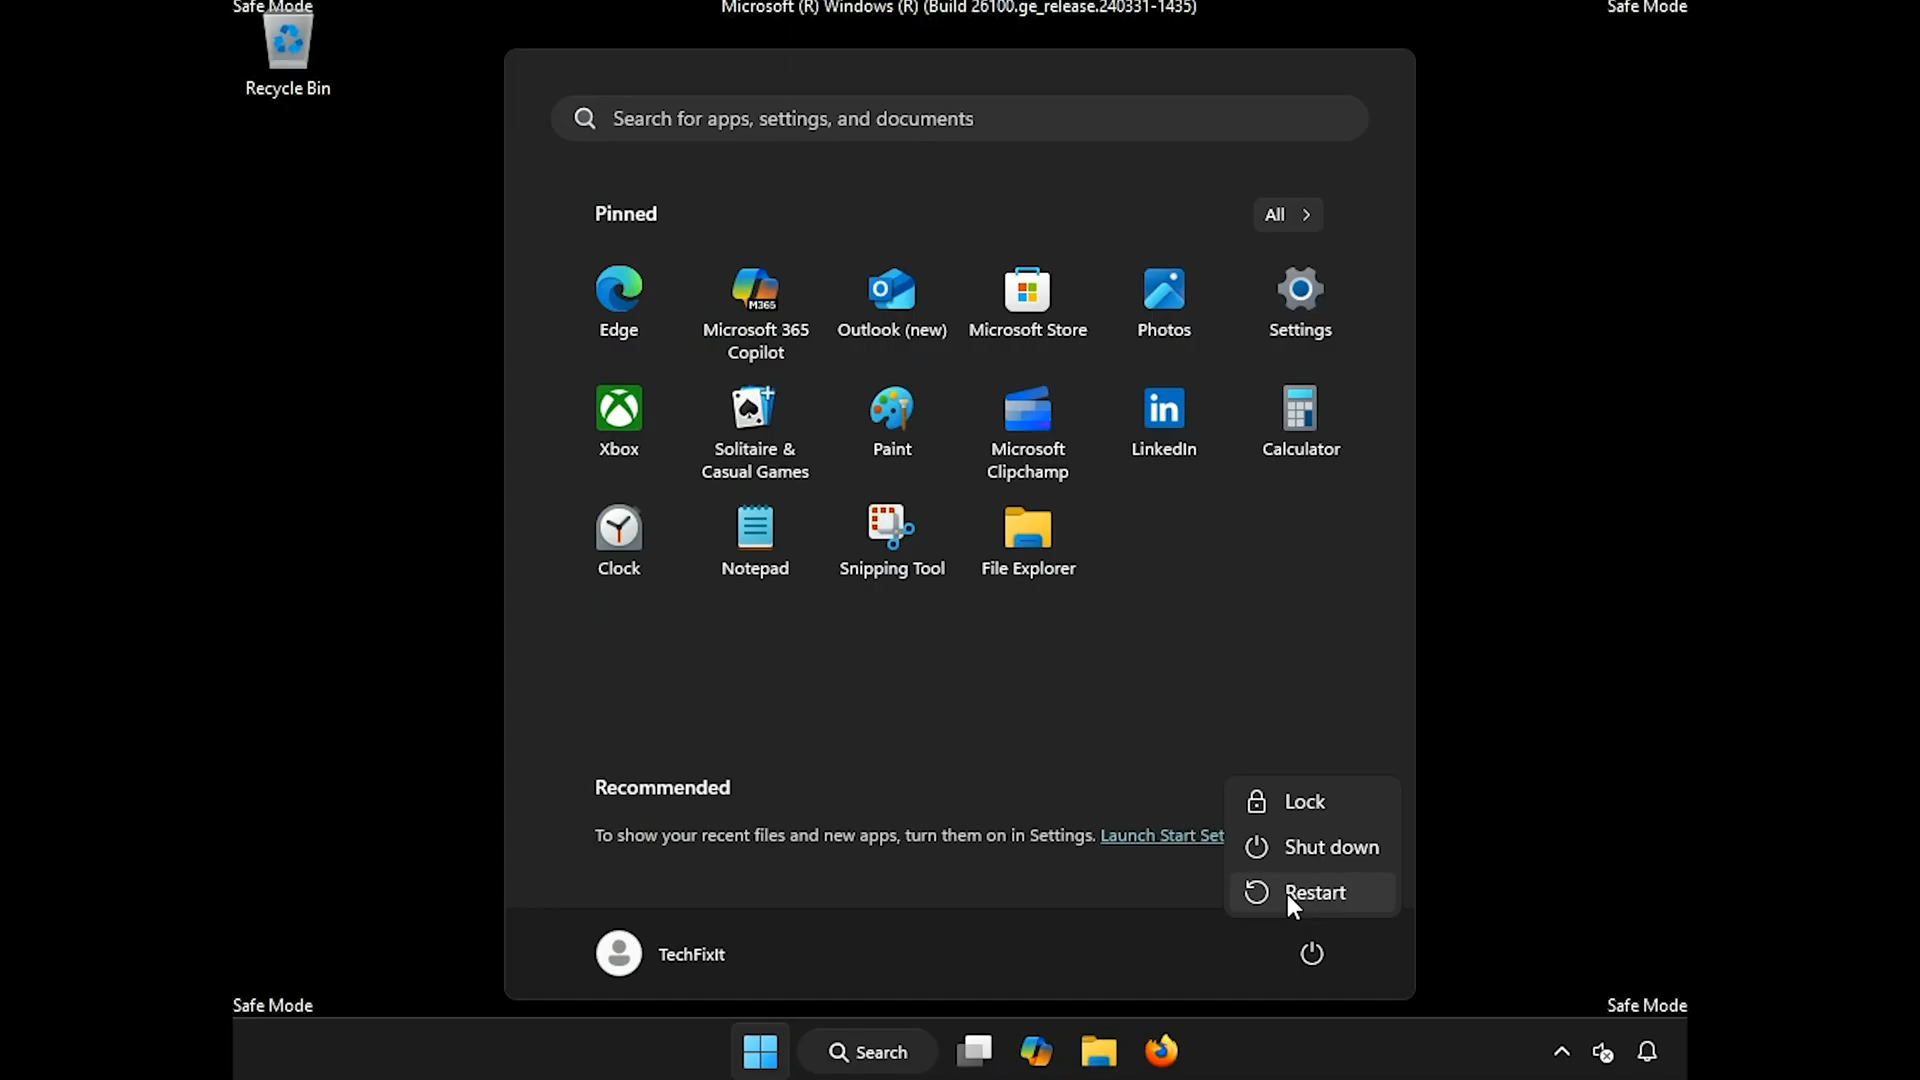 Safe Mode
Microsoft (R) Windows (R) (Build 26100.ge_release.240331-1435)
Safe Mode
Recycle Bin
Search for apps, settings, and documents
Pinned
All
Edge
Microsoft 365
Copilot
M365
Outlook (new)
Microsoft Store
Photos
Settings
Xbox
Solitaire &
Casual Games
Paint
Microsoft
Clipchamp
in
LinkedIn
Calculator
Clock
Notepad
Snipping Tool
File Explorer
Recommended
To show your recent files and new apps, turn them on in Settings. Launch Start Set
Lock
Shut down
Restart
TechFixIt
Safe Mode
Safe Mode
Search